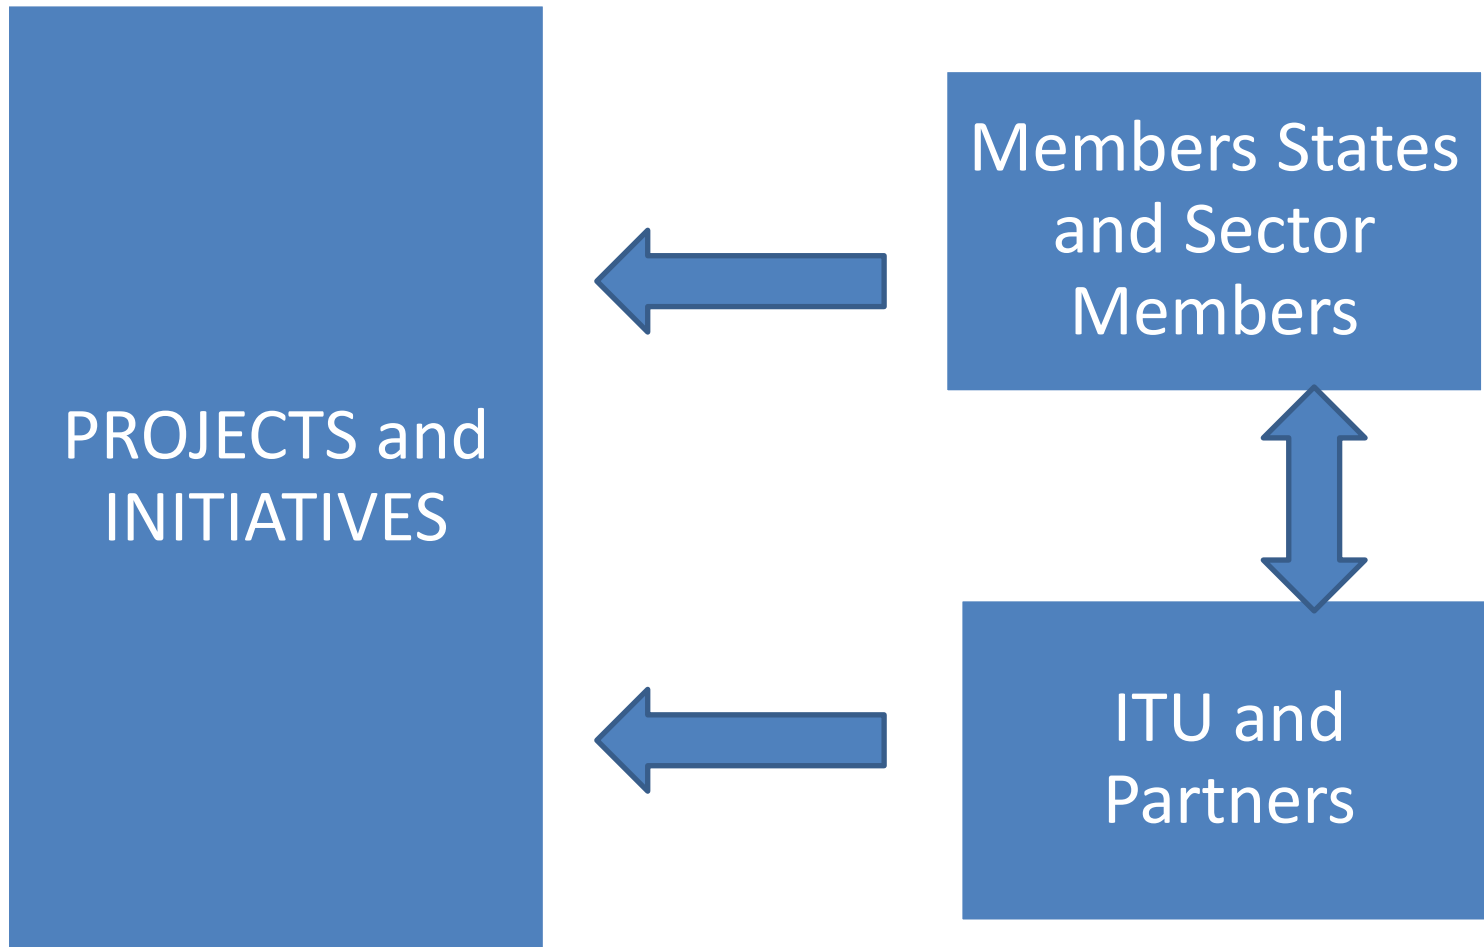 PROJECTS and
INITIATIVES
Members States
and Sector
Members
ITU and
Partners